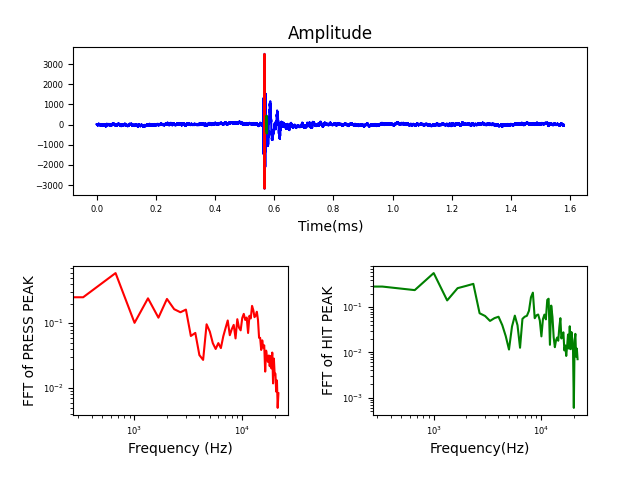 Amplitude
3000
2000
1000
0
−1000
−2000
−3000
0.0 0.2 0.4 0.6 0.8 1.0 1.2 1.4 1.6
Time(ms)
FFT of PRESS PEAK
10⁻¹
10⁻²
10³ 10⁴
Frequency (Hz)
FFT of HIT PEAK
10⁻¹
10⁻²
10⁻³
10³ 10⁴
Frequency(Hz)